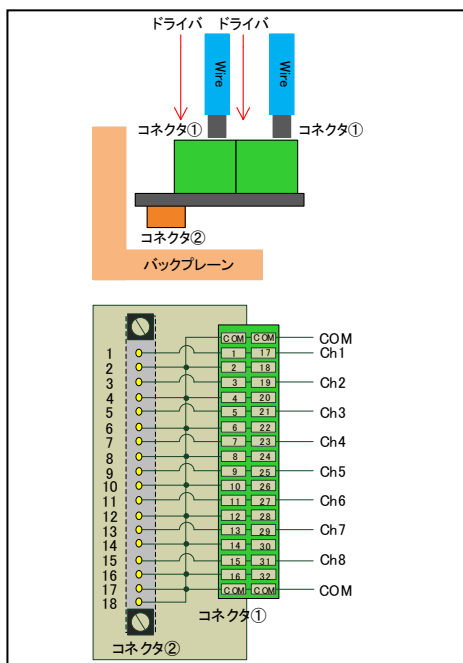 ドライバ ドライバ
Wire Wire
コネクタ① コネクタ①
コネクタ②
バックプレーン
COM COM COM
1 1 17 Ch1
2 2 18
3 3 19 Ch2
4 4 20
5 5 21 Ch3
6 6 22
7 7 23 Ch4
8 8 24
9 9 25 Ch5
10 10 26
11 11 27 Ch6
12 12 28
13 13 29 Ch7
14 14 30
15 15 31 Ch8
16 16 32
17 COM COM COM
18
コネクタ①
コネクタ②